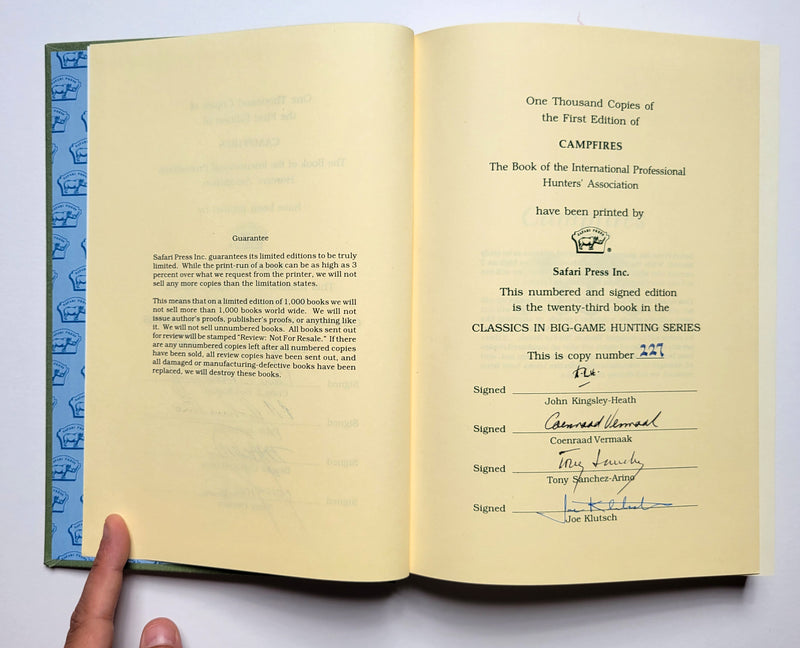 Guarantee
Safari Press Inc. guarantees its limited editions to be truly
limited. While the print-run of a book can be as high as 3
percent over what we request from the printer, we will not
sell any more copies than the limitation states.
This means that on a limited edition of 1,000 books we will
not sell more than 1,000 books world wide. We will not
issue author's proofs, publisher's proofs, or anything like
it. We will not sell unnumbered books. All books sent out
for review will be stamped "Review: Not For Resale." If there
are any unnumbered copies left after all numbered copies
have been sold, all review copies have been sent out, and
all damaged or manufacturing-defective books have been
replaced, we will destroy these books.
One Thousand Copies of
the First Edition of
CAMPFIRES
The Book of the International Professional
Hunters' Association
have been printed by
SAFARI PRESS
®
Safari Press Inc.
This numbered and signed edition
is the twenty-third book in the
CLASSICS IN BIG-GAME HUNTING SERIES
This is copy number 227
Signed
John Kingsley-Heath
Signed Coenraad Vermaak
Coenraad Vermaak
Signed Tony Sanchez
Tony Sanchez-Arino
Signed Joe Klutsch
Joe Klutsch